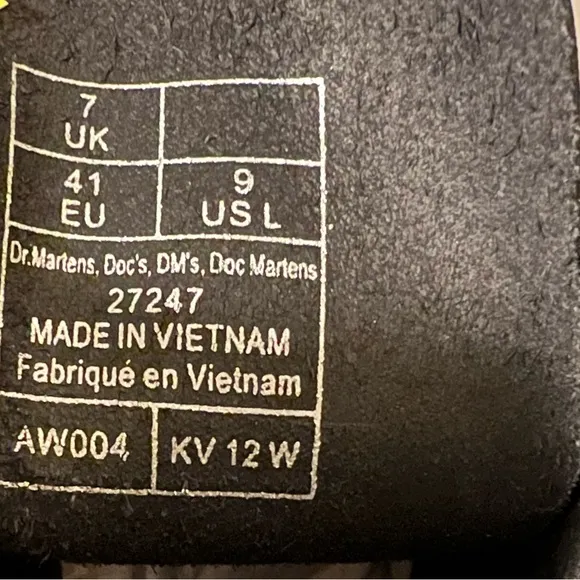 7
UK
41
EU
9
US L
Dr.Martens, Doc's, DM's, Doc Martens
27247
MADE IN VIETNAM
Fabriqué en Vietnam
AW004
KV 12 W